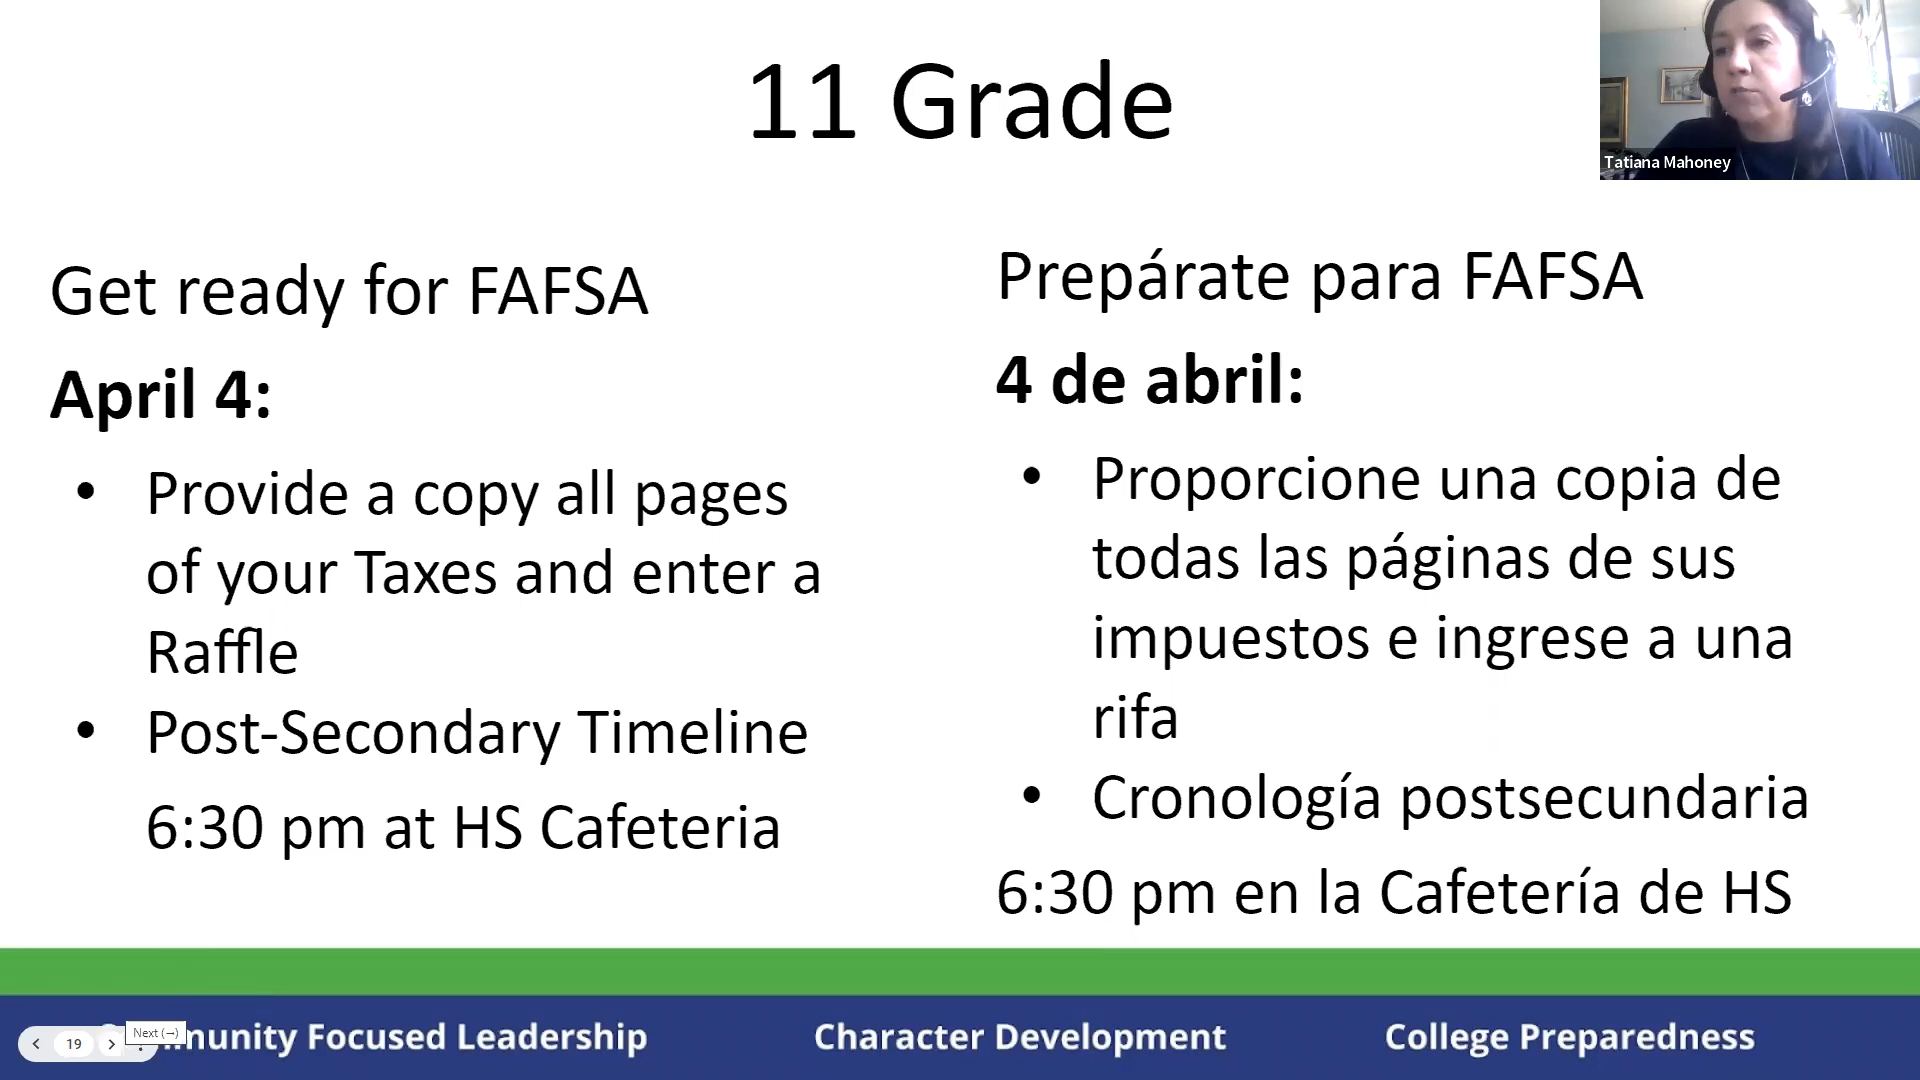 11 Grade
Tatiana Mahoney
Get ready for FAFSA
April 4:
• Provide a copy all pages
of your Taxes and enter a
Raffle
• Post-Secondary Timeline
6:30 pm at HS Cafeteria
Prepárate para FAFSA
4 de abril:
• Proporcione una copia de
todas las páginas de sus
impuestos e ingrese a una
rifa
• Cronología postsecundaria
6:30 pm en la Cafetería de HS
Focused Leadership
Character Development
College Preparedness
19
Next (→)